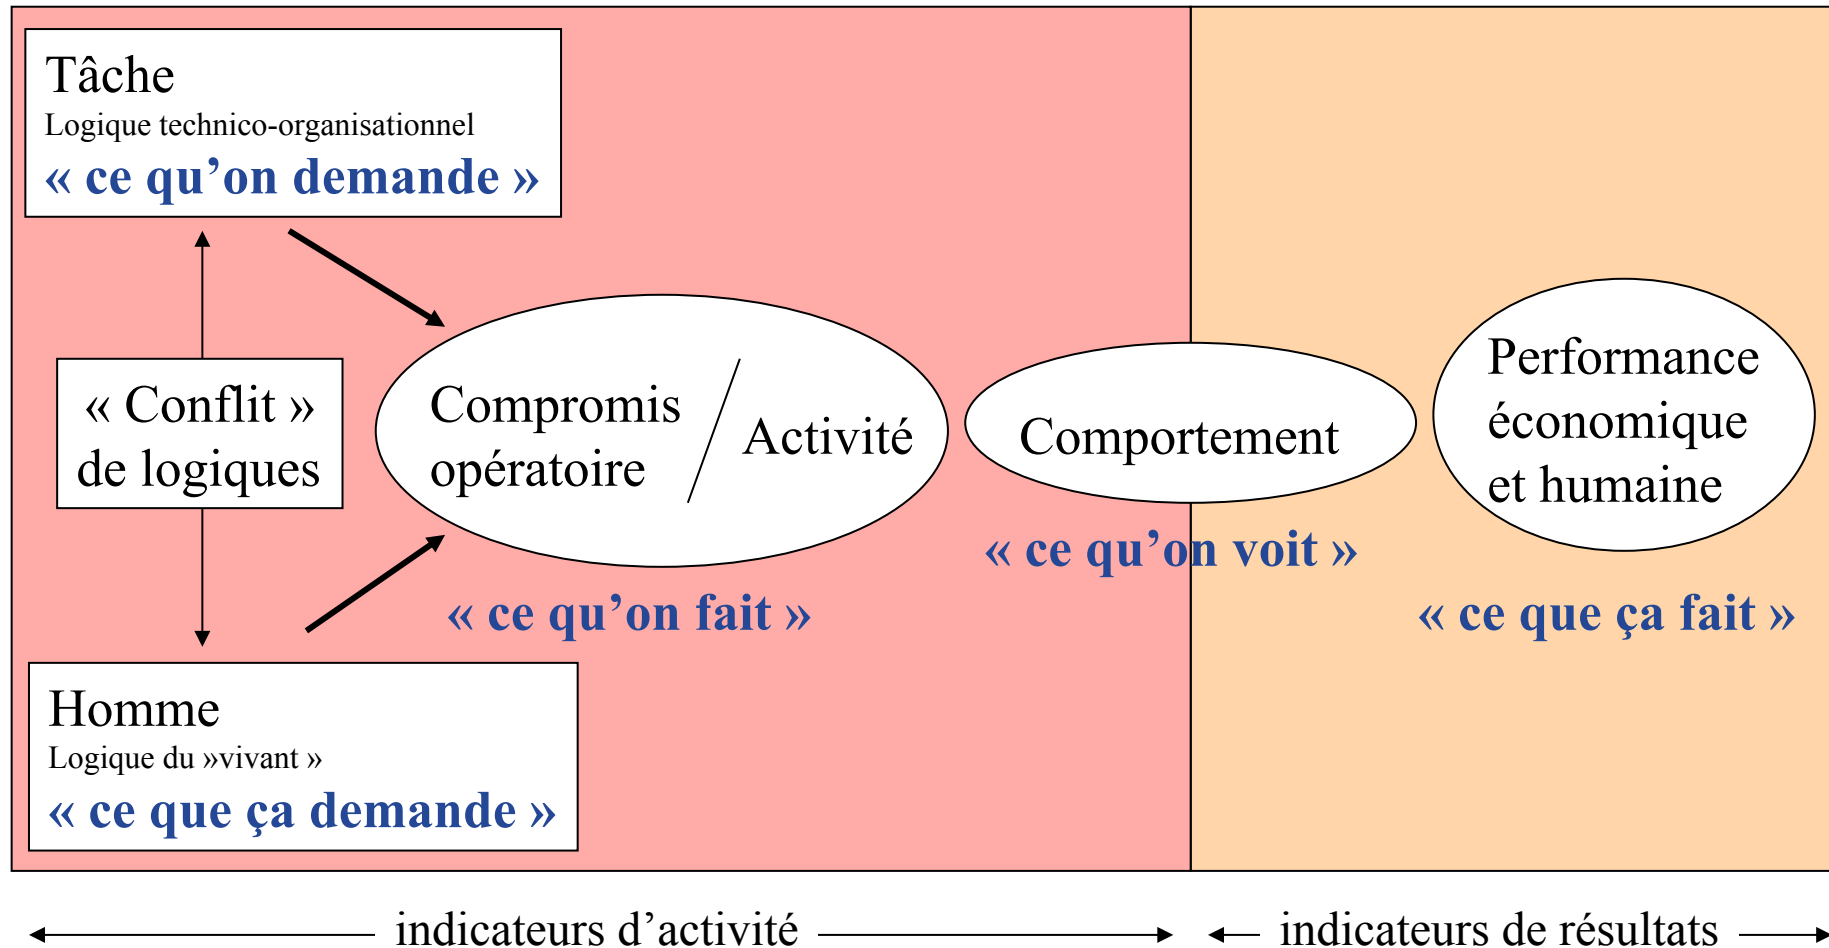 Tâche
Logique technico-organisationnel
« ce qu’on demande »
« Conflit »
de logiques
Compromis
opératoire
Activité
« ce qu’on fait »
Comportement
« ce qu’on voit »
Performance
économique
et humaine
« ce que ça fait »
Homme
Logique du »vivant »
« ce que ça demande »
indicateurs d’activité
indicateurs de résultats